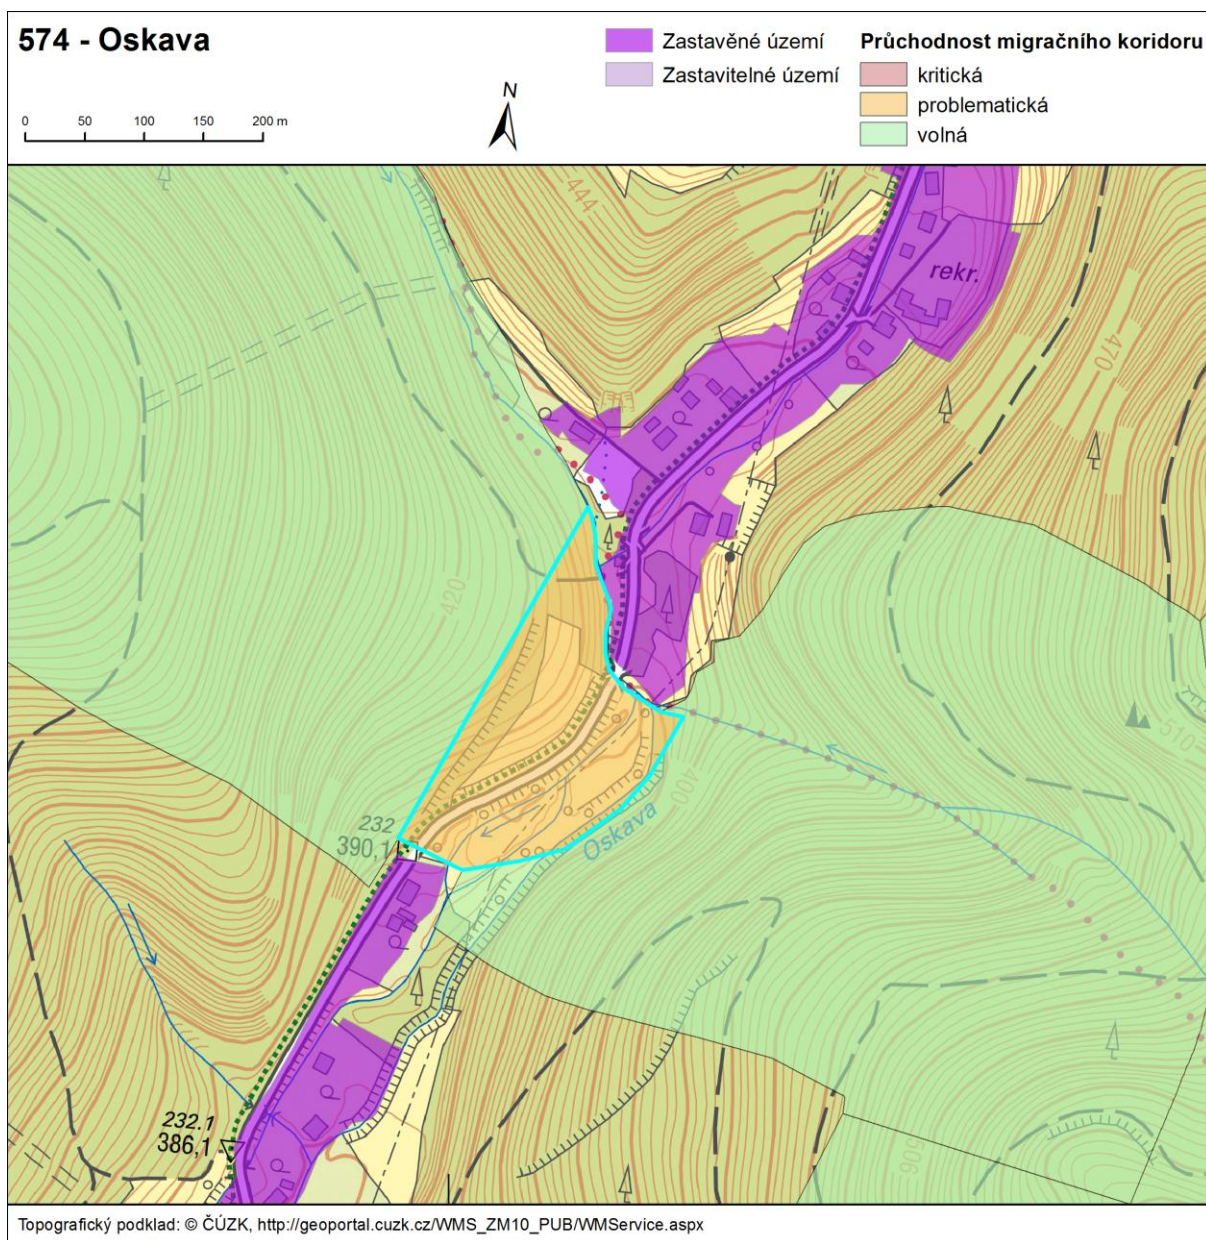 574 - Oskava
Zastavěné území
Zastavitelné území
Průchodnost migračního koridoru
kritická
problematická
volná
0 50 100 150 200 m
N
444
rekr.
470
420
510
400
Oskava
232
390,1
232.1
386,1
Topografický podklad: © ČÚZK, http://geoportal.cuzk.cz/WMS_ZM10_PUB/WMService.aspx